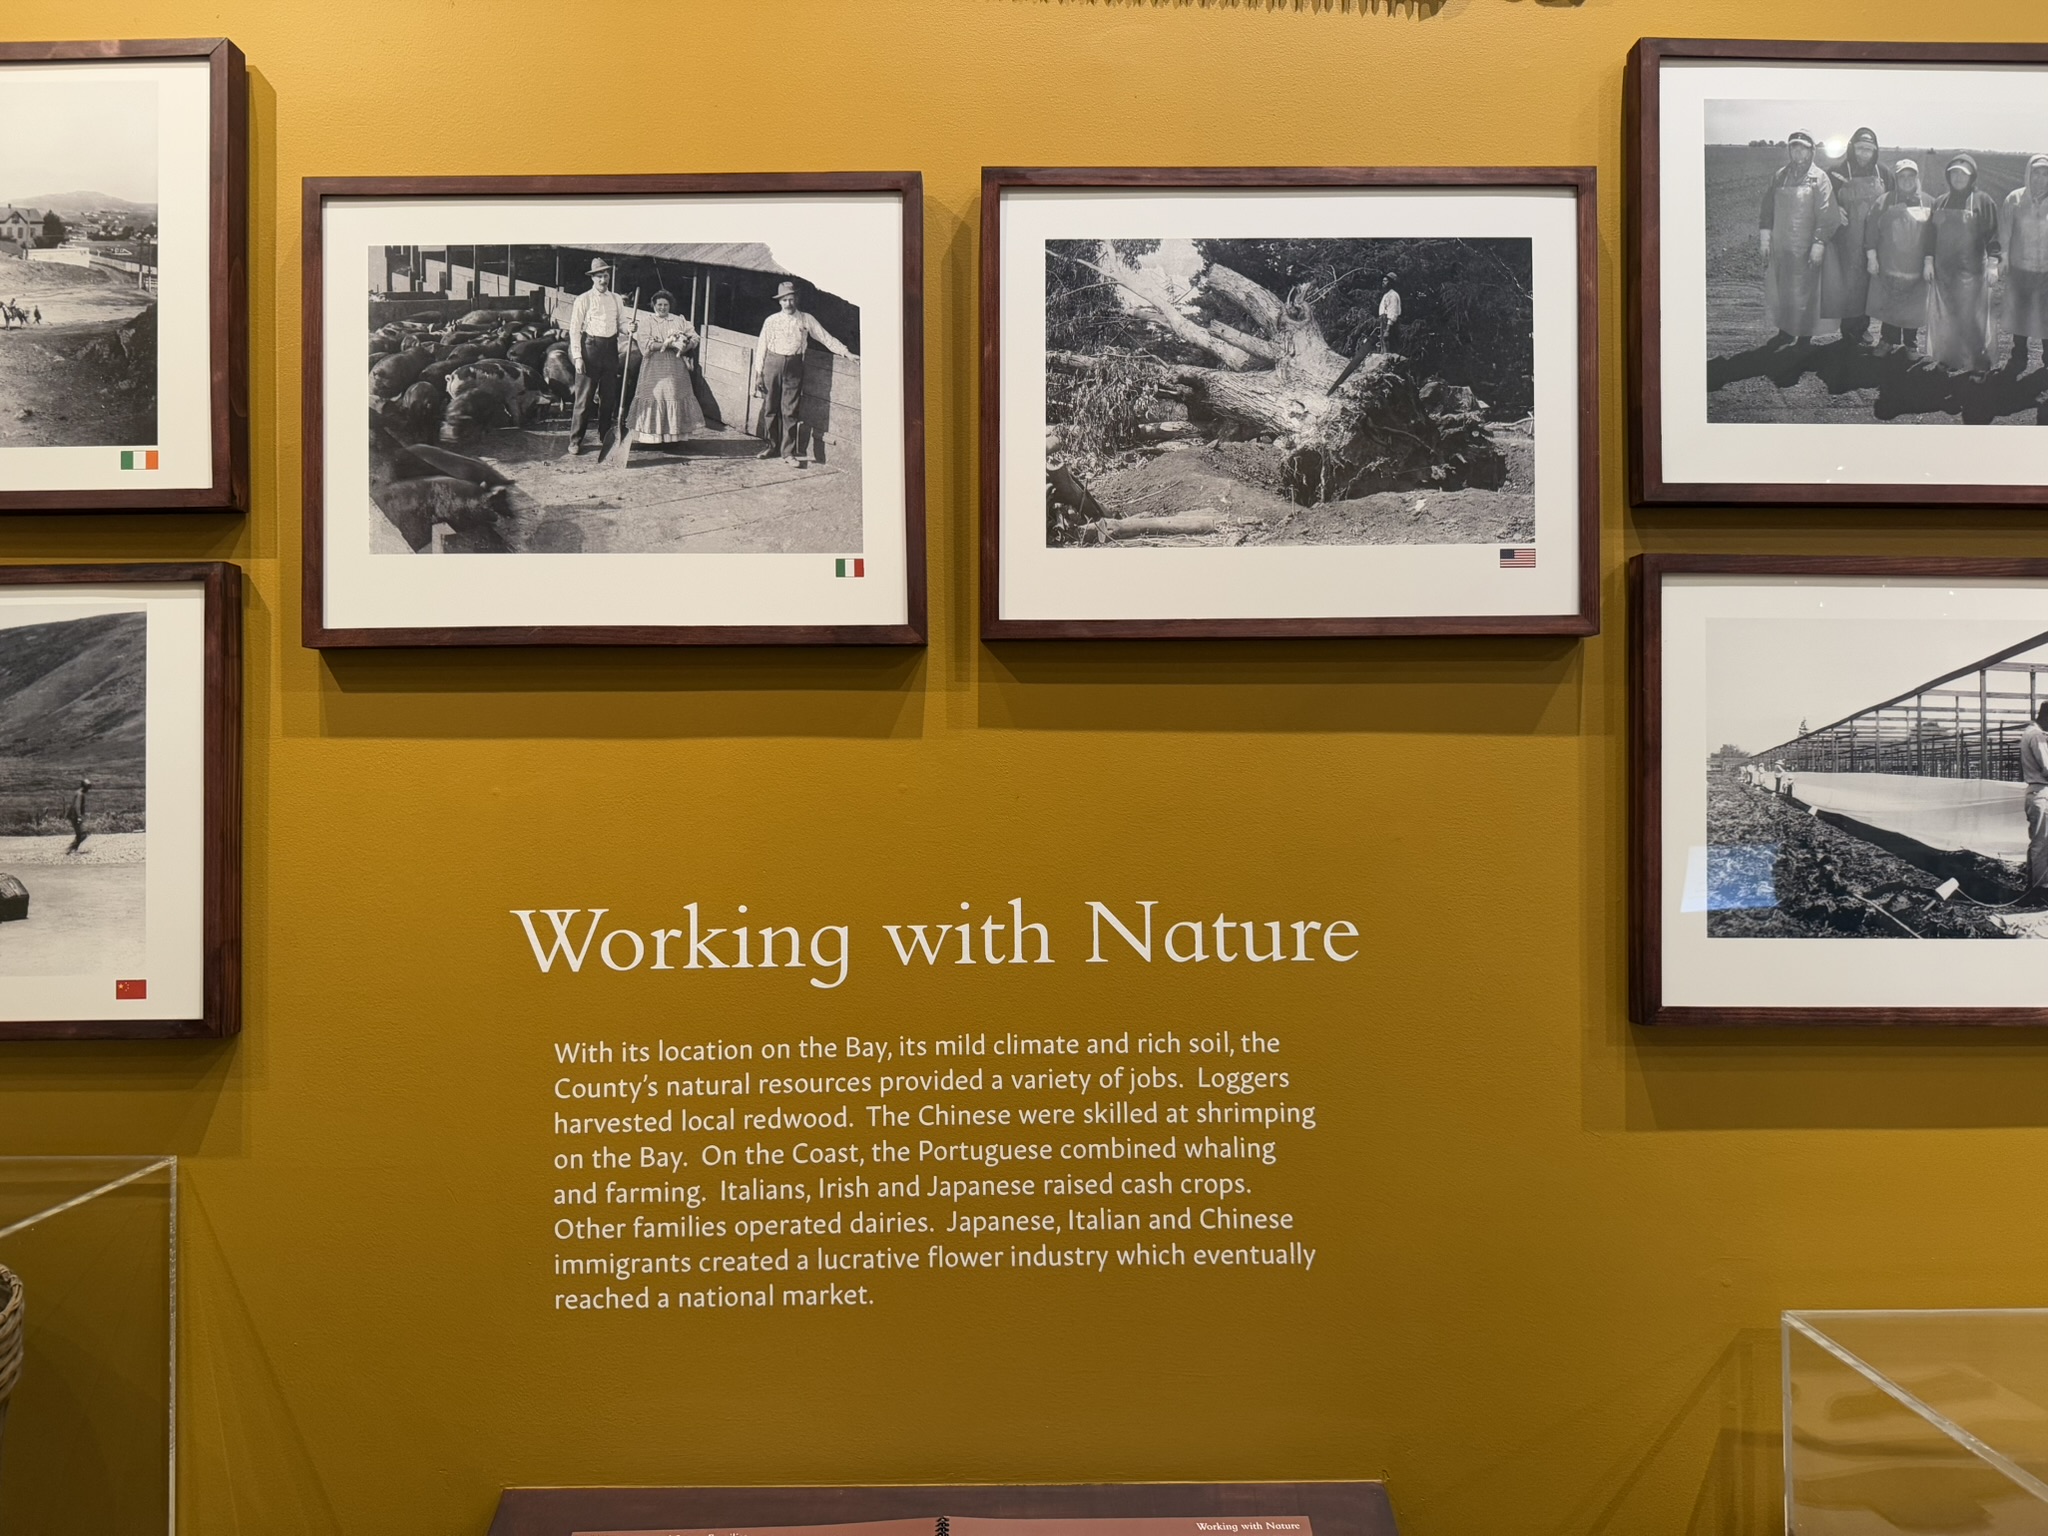 Working with Nature
With its location on the Bay, its mild climate and rich soil, the
County's natural resources provided a variety of jobs.  Loggers
harvested local redwood.  The Chinese were skilled at shrimping
on the Bay.  On the Coast, the Portuguese combined whaling
and farming.  Italians, Irish and Japanese raised cash crops.
Other families operated dairies.  Japanese, Italian and Chinese
immigrants created a lucrative flower industry which eventually
reached a national market.
Working with Nature